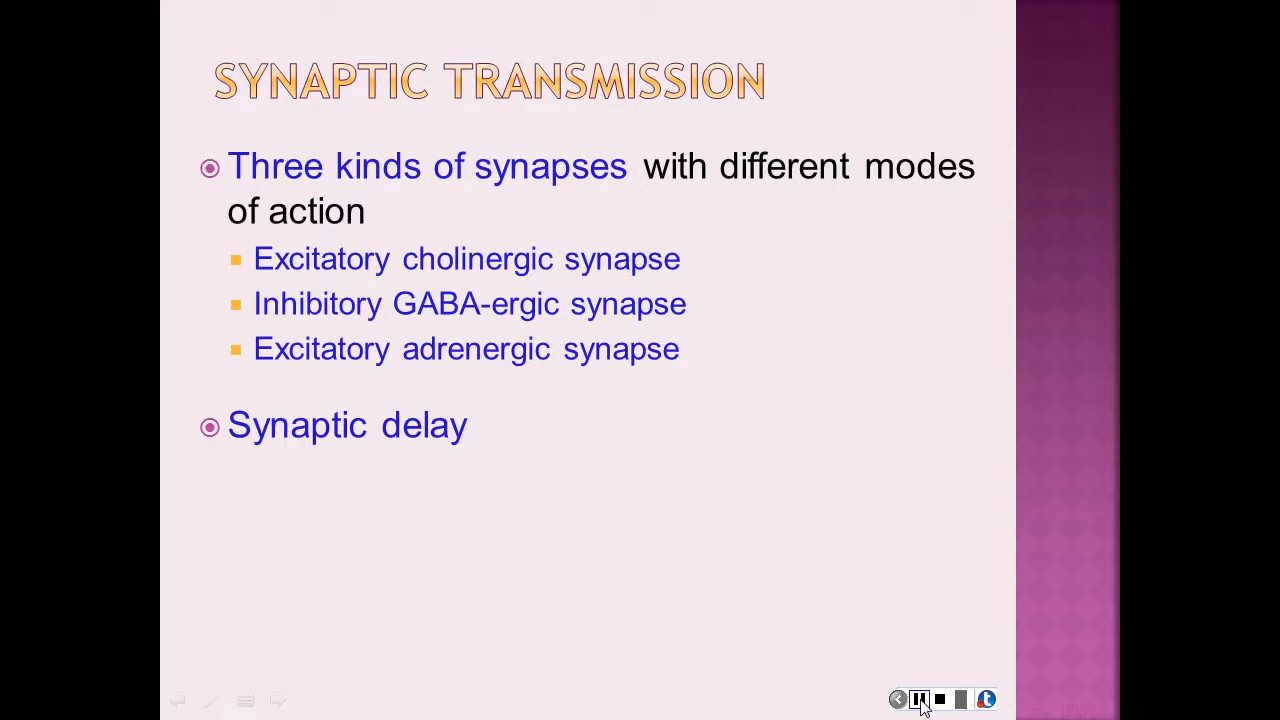 SYNAPTIC TRANSMISSION
Three kinds of synapses with different modes
of action
Excitatory cholinergic synapse
Inhibitory GABA-ergic synapse
Excitatory adrenergic synapse
Synaptic delay
t